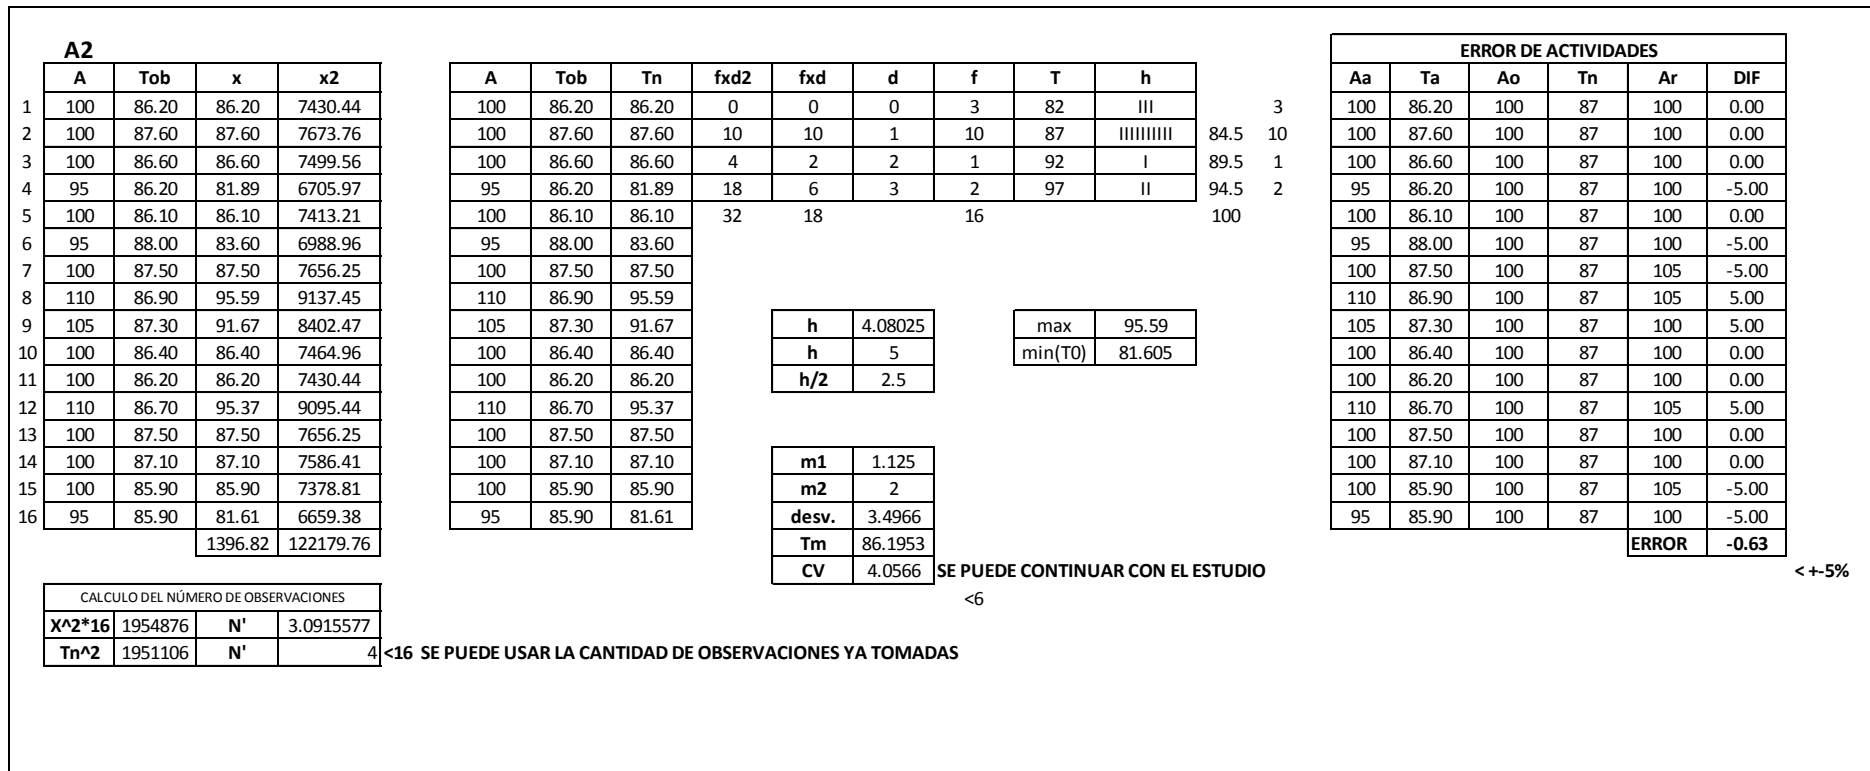 A2 ERROR DE ACTIVIDADES
A Tob x x2 A Tob Tn fxd2 fxd d f T h Aa Ta Ao Tn Ar DIF
1 100 86.20 86.20 7430.44 100 86.20 86.20 0 0 0 3 82 III 3 100 86.20 100 87 100 0.00
2 100 87.60 87.60 7673.76 100 87.60 87.60 10 10 1 10 87 IIIIIIIIII 84.5 10 100 87.60 100 87 100 0.00
3 100 86.60 86.60 7499.56 100 86.60 86.60 4 2 2 1 92 I 89.5 1 100 86.60 100 87 100 0.00
4 95 86.20 81.89 6705.97 95 86.20 81.89 18 6 3 2 97 II 94.5 2 95 86.20 100 87 100 -5.00
5 100 86.10 86.10 7413.21 100 86.10 86.10 32 18 16 100 100 86.10 100 87 100 0.00
6 95 88.00 83.60 6988.96 95 88.00 83.60 95 88.00 100 87 100 -5.00
7 100 87.50 87.50 7656.25 100 87.50 87.50 100 87.50 100 87 105 -5.00
8 110 86.90 95.59 9137.45 110 86.90 95.59 110 86.90 100 87 105 5.00
9 105 87.30 91.67 8402.47 105 87.30 91.67 h 4.08025 max 95.59 105 87.30 100 87 100 5.00
10 100 86.40 86.40 7464.96 100 86.40 86.40 h 5 min(T0) 81.605 100 86.40 100 87 100 0.00
11 100 86.20 86.20 7430.44 100 86.20 86.20 h/2 2.5 100 86.20 100 87 100 0.00
12 110 86.70 95.37 9095.44 110 86.70 95.37 110 86.70 100 87 105 5.00
13 100 87.50 87.50 7656.25 100 87.50 87.50 100 87.50 100 87 100 0.00
14 100 87.10 87.10 7586.41 100 87.10 87.10 m1 1.125 100 87.10 100 87 100 0.00
15 100 85.90 85.90 7378.81 100 85.90 85.90 m2 2 100 85.90 100 87 105 -5.00
16 95 85.90 81.61 6659.38 95 85.90 81.61 desv. 3.4966 95 85.90 100 87 100 -5.00
1396.82 122179.76 Tm 86.1953 ERROR -0.63
CV 4.0566 SE PUEDE CONTINUAR CON EL ESTUDIO < +-5%
CALCULO DEL NÚMERO DE OBSERVACIONES <6
X^2*16 1954876 N' 3.0915577
Tn^2 1951106 N' 4 <16 SE PUEDE USAR LA CANTIDAD DE OBSERVACIONES YA TOMADAS